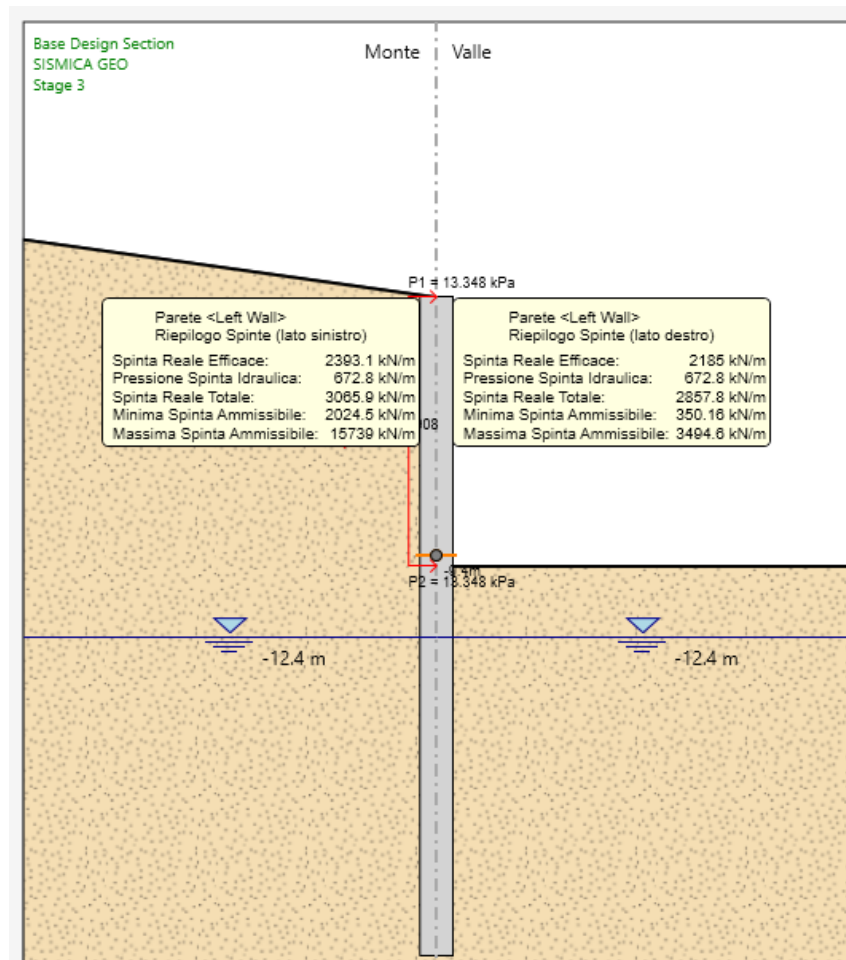 Base Design Section
SISMICA GEO
Stage 3
Monte
Valle
P1 = 13.348 kPa
Parete <Left Wall>
Riepilogo Spinte (lato sinistro)
Spinta Reale Efficace: 2393.1 kN/m
Pressione Spinta Idraulica: 672.8 kN/m
Spinta Reale Totale: 3065.9 kN/m
Minima Spinta Ammissibile: 2024.5 kN/m
Massima Spinta Ammissibile: 15739 kN/m
Parete <Left Wall>
Riepilogo Spinte (lato destro)
Spinta Reale Efficace: 2185 kN/m
Pressione Spinta Idraulica: 672.8 kN/m
Spinta Reale Totale: 2857.8 kN/m
Minima Spinta Ammissibile: 350.16 kN/m
Massima Spinta Ammissibile: 3494.6 kN/m
P2 = 13.348 kPa
-12.4 m
-12.4 m